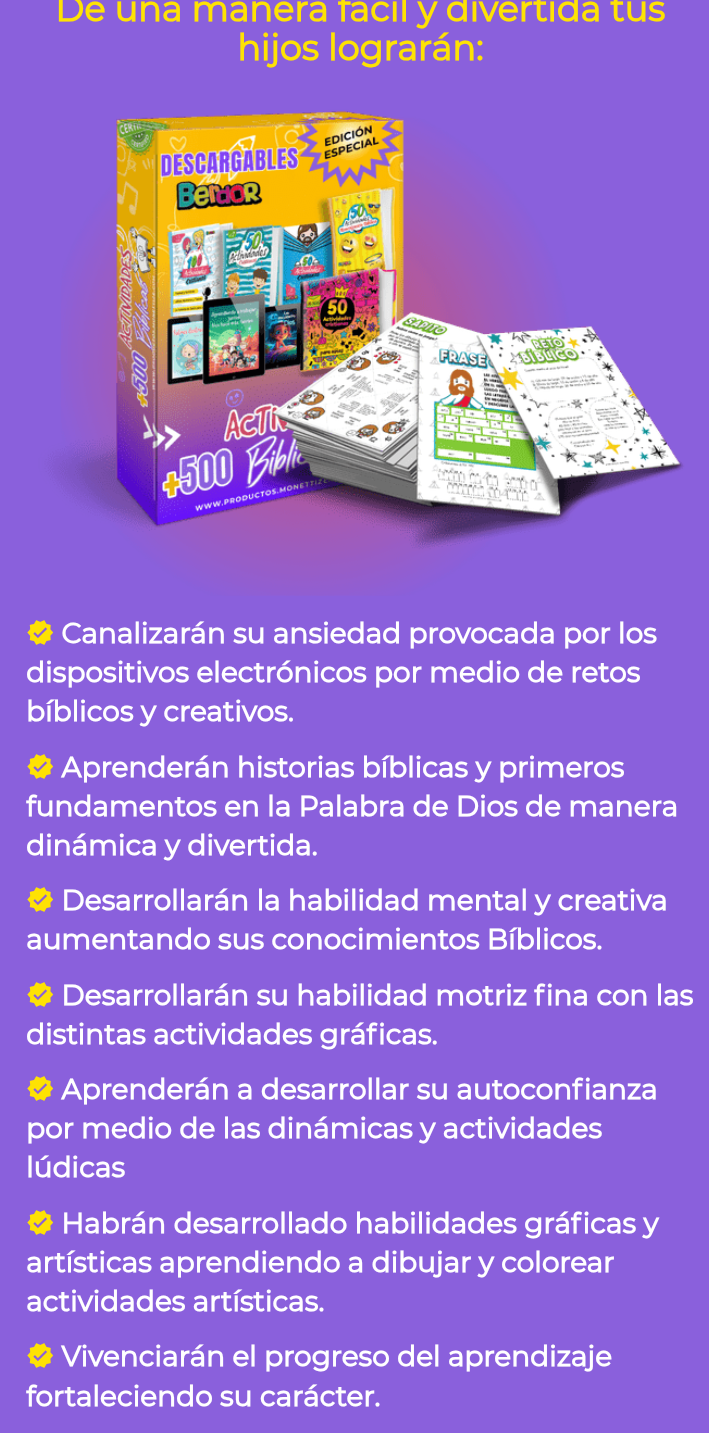 De una manera fácil y divertida tus
hijos lograrán:
EDICIÓN
ESPECIAL
DESCARGABLES
BeRdoR
50
Actividades
50
Actividades
ACTIVIDADES
+500 Bíblicas
SAPITO
FRASE
RETO
BÍBLICO
+500
WWW.PRODUCTOS.MONETTIZ
Canalizarán su ansiedad provocada por los
dispositivos electrónicos por medio de retos
bíblicos y creativos.
Aprenderán historias bíblicas y primeros
fundamentos en la Palabra de Dios de manera
dinámica y divertida.
Desarrollarán la habilidad mental y creativa
aumentando sus conocimientos Bíblicos.
Desarrollarán su habilidad motriz fina con las
distintas actividades gráficas.
Aprenderán a desarrollar su autoconfianza
por medio de las dinámicas y actividades
lúdicas
Habrán desarrollado habilidades gráficas y
artísticas aprendiendo a dibujar y colorear
actividades artísticas.
Vivenciarán el progreso del aprendizaje
fortaleciendo su carácter.